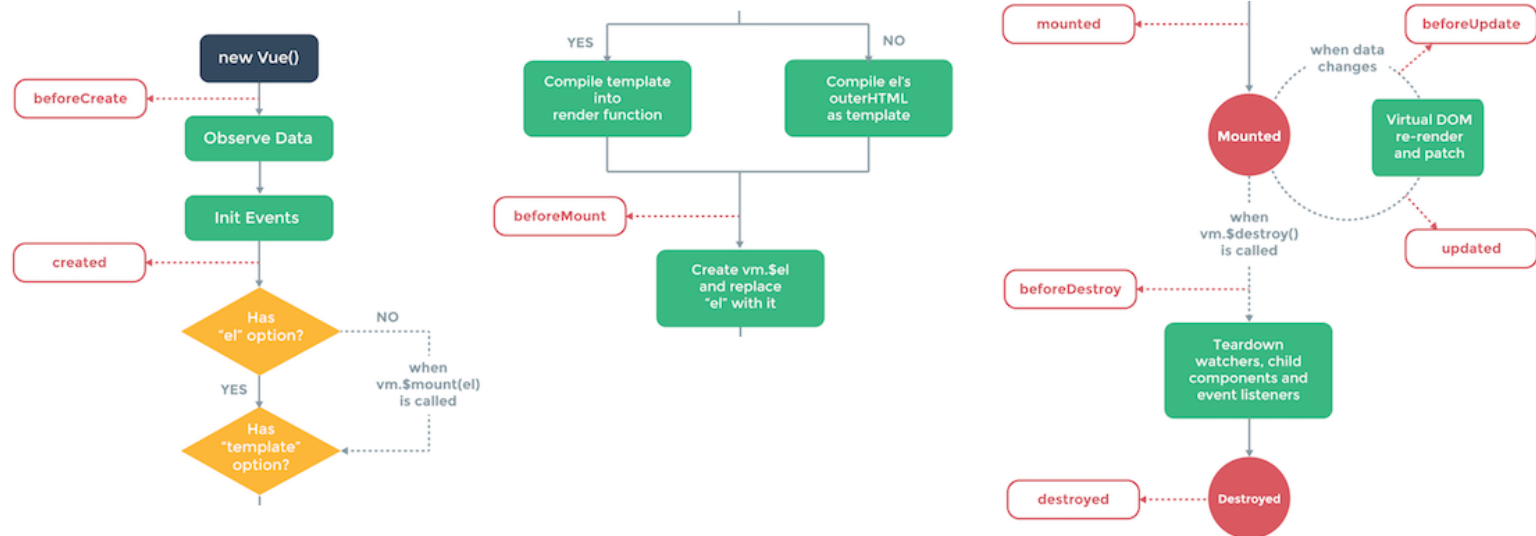 new Vue()
beforeCreate
Observe Data
Init Events
created
Has
"el" option?
NO
when
vm.$mount(el)
is called
YES
Has
"template"
option?
YES
NO
Compile template
into
render function
Compile el's
outerHTML
as template
beforeMount
Create vm.$el
and replace
"el" with it
mounted
beforeUpdate
when data
changes
Mounted
Virtual DOM
re-render
and patch
when
vm.$destroy()
is called
updated
beforeDestroy
Teardown
watchers, child
components and
event listeners
destroyed
Destroyed